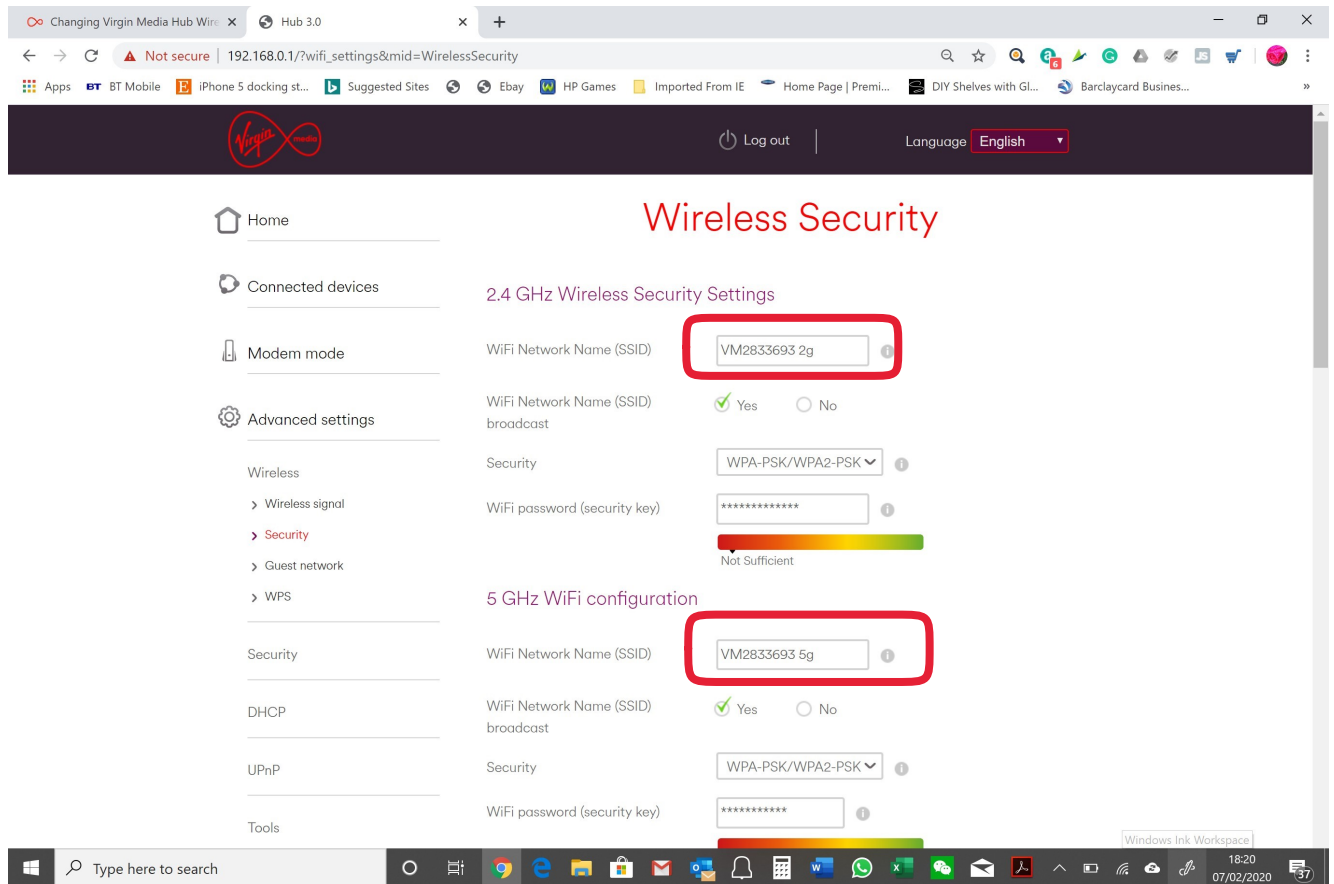 Changing Virgin Media Hub Wire
Hub 3.0
Not secure 192.168.0.1/?wifi_settings&mid=WirelessSecurity
Apps BT BT Mobile iPhone 5 docking st... Suggested Sites Ebay HP Games Imported From IE Home Page | Premi... DIY Shelves with Gl... Barclaycard Busines... »
Virgin media
Log out
Language English
Wireless Security
Home
Connected devices
Modem mode
Advanced settings
Wireless
Wireless signal
Security
Guest network
WPS
Security
DHCP
UPnP
Tools
2.4 GHz Wireless Security Settings
WiFi Network Name (SSID) VM2833693 2g
WiFi Network Name (SSID)
broadcast
Yes No
Security WPA-PSK/WPA2-PSK
WiFi password (security key) *************
Not Sufficient
5 GHz WiFi configuration
WiFi Network Name (SSID) VM2833693 5g
WiFi Network Name (SSID)
broadcast
Yes No
Security WPA-PSK/WPA2-PSK
WiFi password (security key) ***********
Windows Ink Workspace
Type here to search
18:20
07/02/2020
37